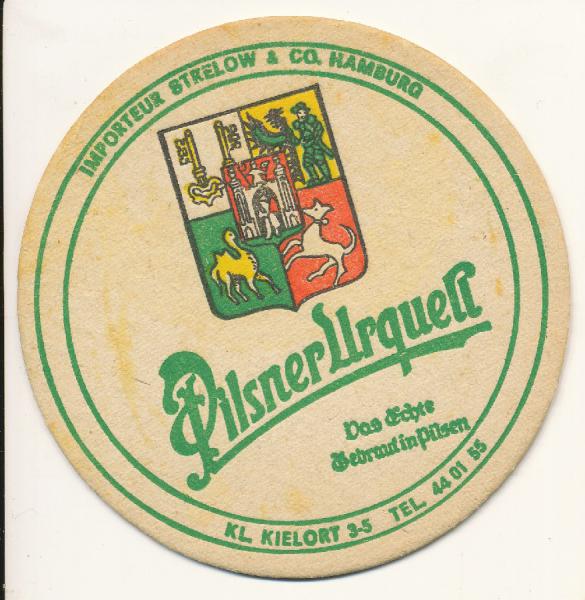 IMPORTEUR STRELOW & CO. HAMBURG
Pilsner Urquell
Das Echte
Gebraut in Pilsen
KL. KIELORT 3-5 TEL. 44 01 55